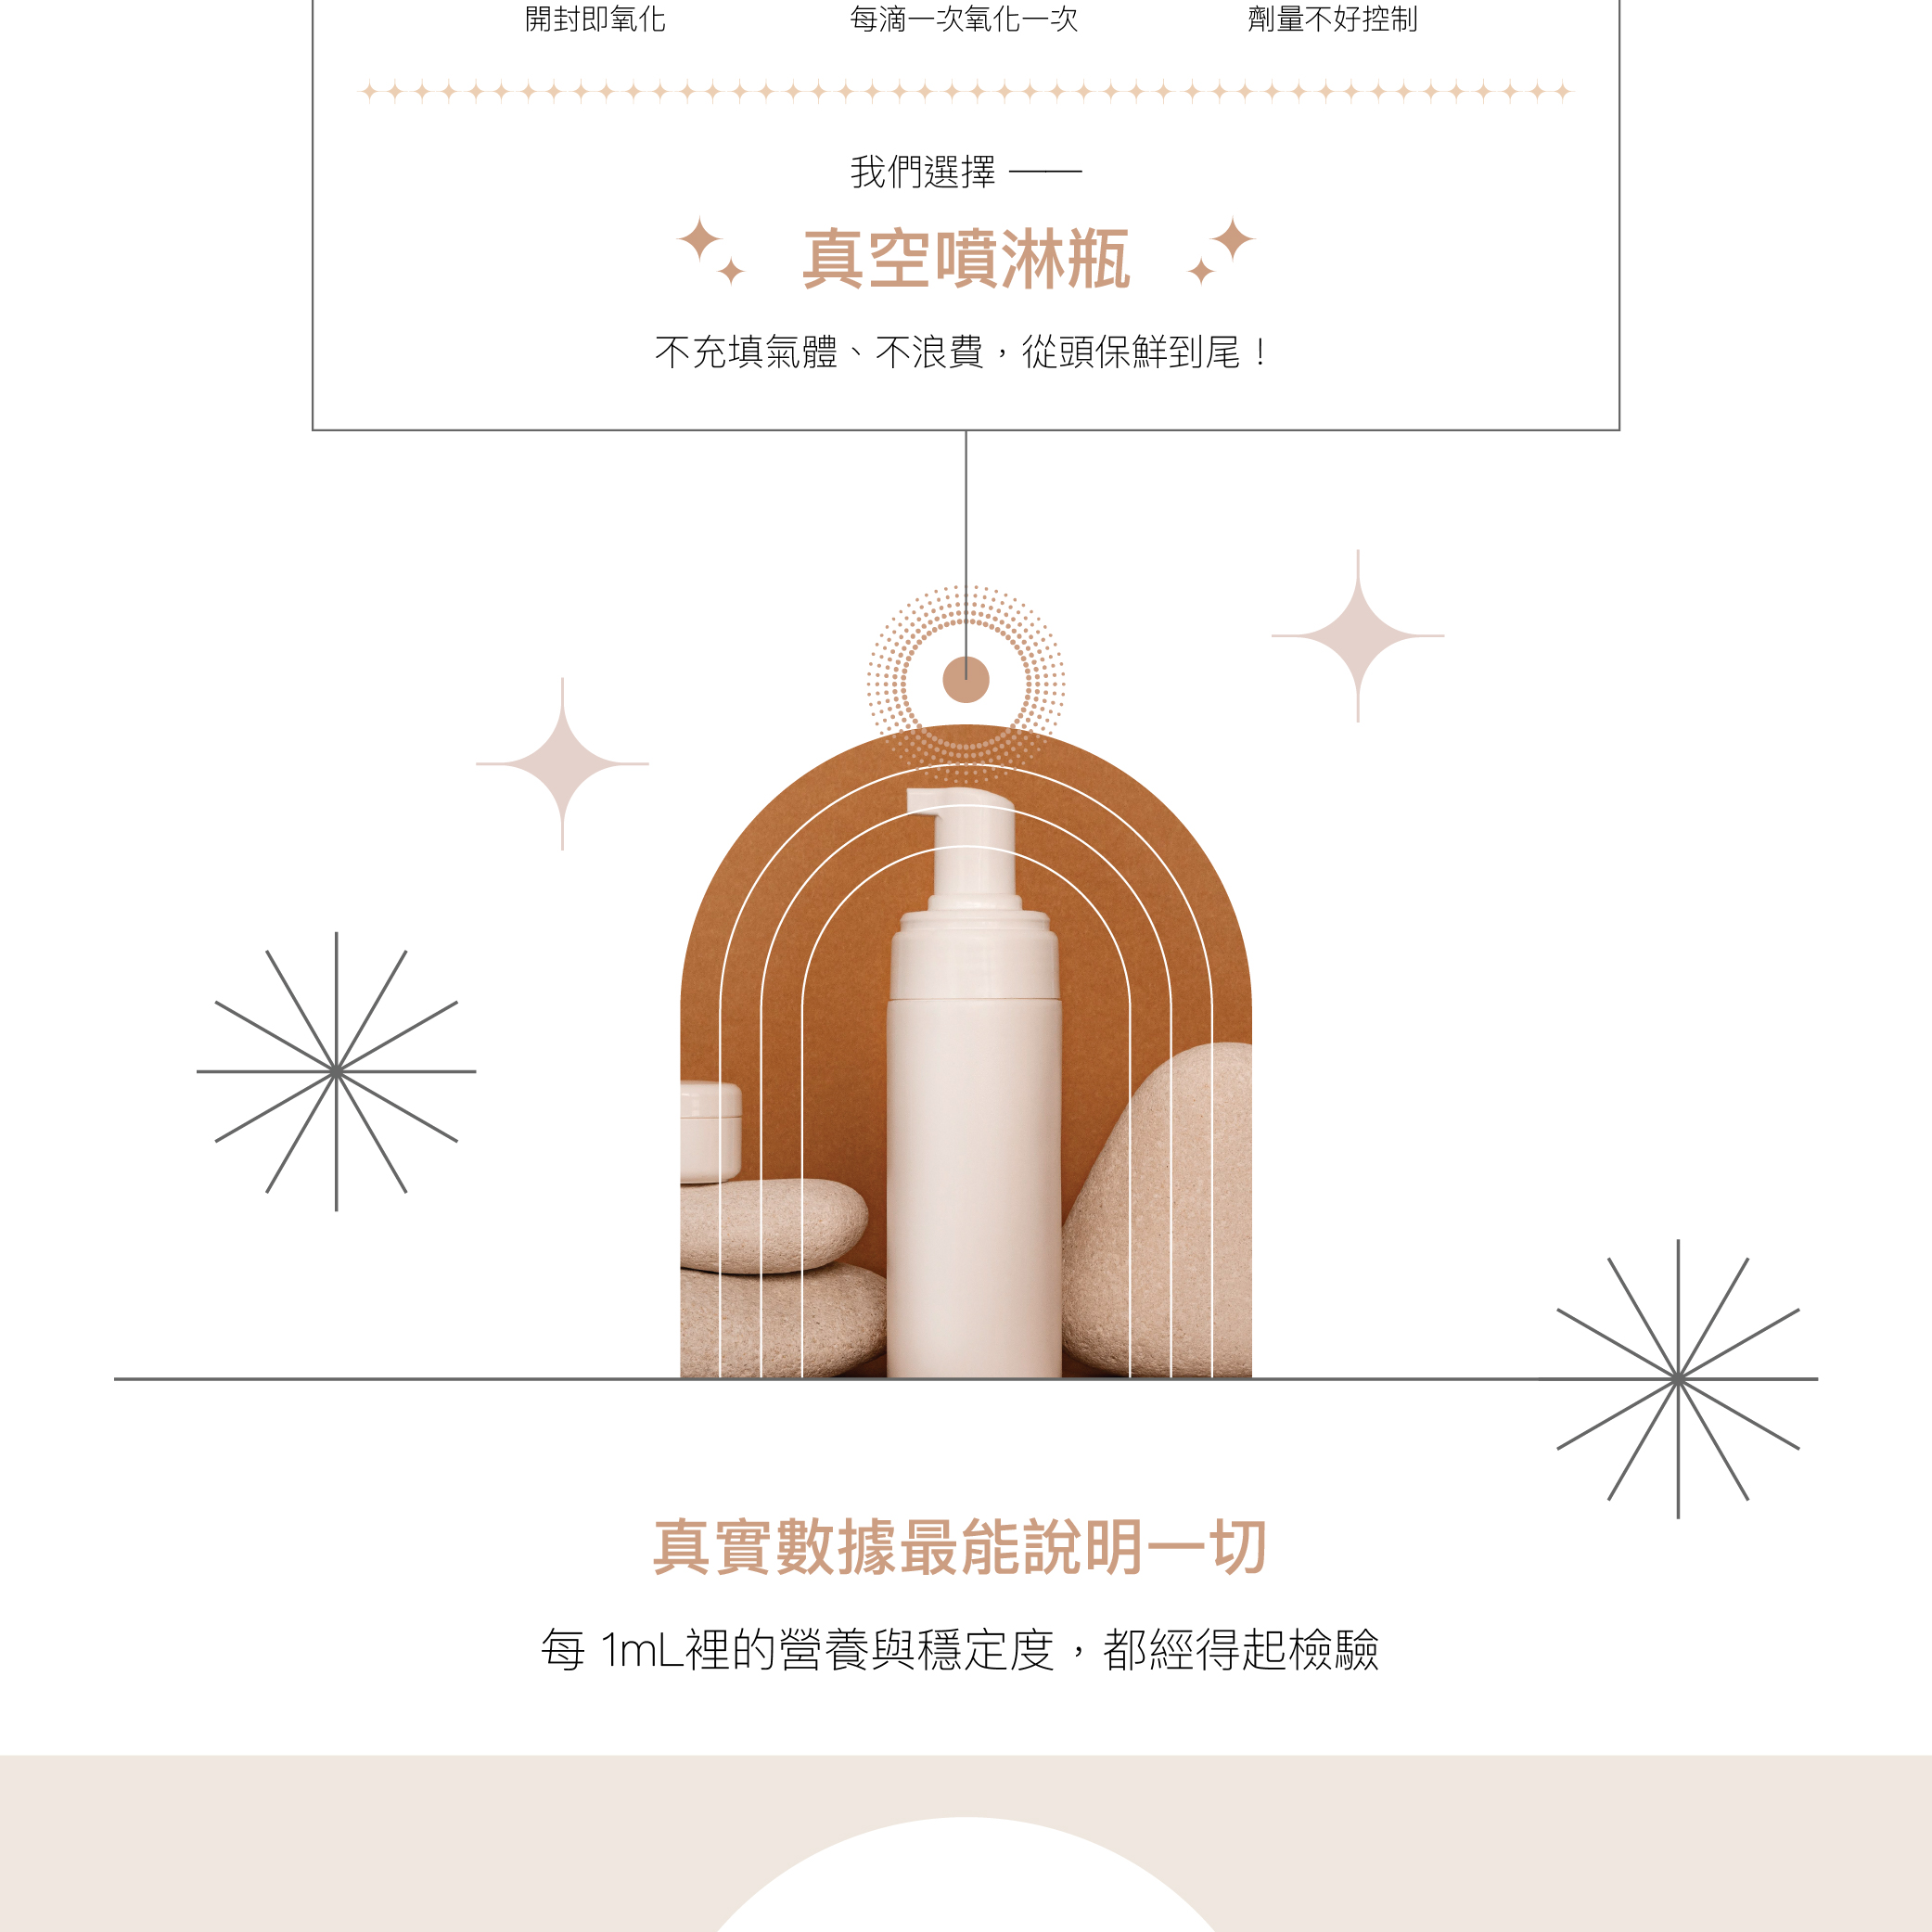 開封即氧化
每滴一次氧化一次
劑量不好控制
我們選擇 ——
真空噴淋瓶
不充填氣體、不浪費，從頭保鮮到尾！
真實數據最能說明一切
每 1mL裡的營養與穩定度，都經得起檢驗